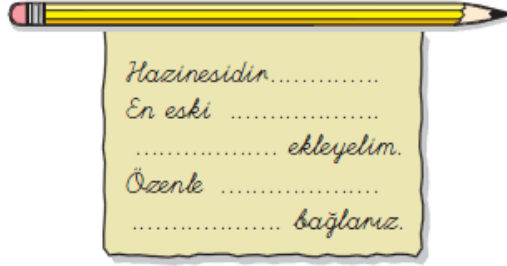 Hazinesidir..............
En eski ....................
................... ekleyelim.
Özenle .....................
.................... bağlarız.